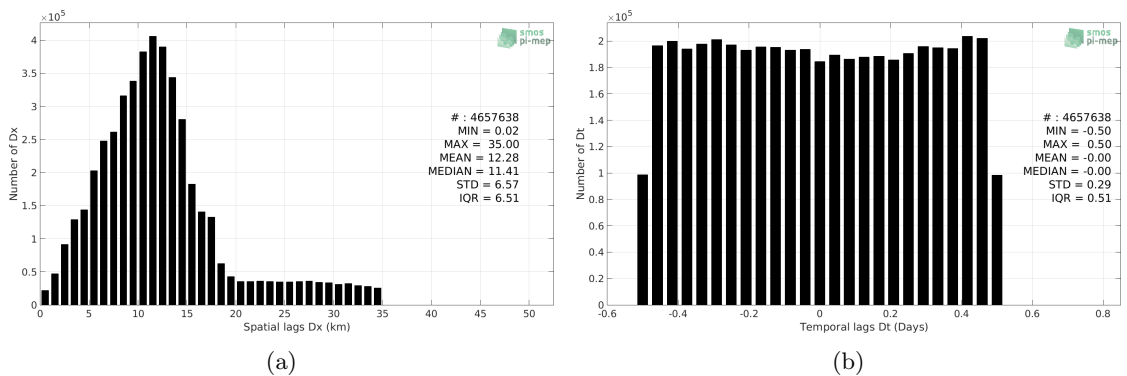 ×10⁵
smos
pi-mep
4
3.5
3
2.5
2
1.5
1
0.5
0
Number of Dx
# : 4657638
MIN = 0.02
MAX = 35.00
MEAN = 12.28
MEDIAN = 11.41
STD = 6.57
IQR = 6.51
0 5 10 15 20 25 30 35 40 45 50
Spatial lags Dx (km)
(a)
×10⁵
smos
pi-mep
2
1.8
1.6
1.4
1.2
1
0.8
0.6
0.4
0.2
0
Number of Dt
# : 4657638
MIN = -0.50
MAX = 0.50
MEAN = -0.00
MEDIAN = -0.00
STD = 0.29
IQR = 0.51
-0.6 -0.4 -0.2 0 0.2 0.4 0.6 0.8
Temporal lags Dt (Days)
(b)